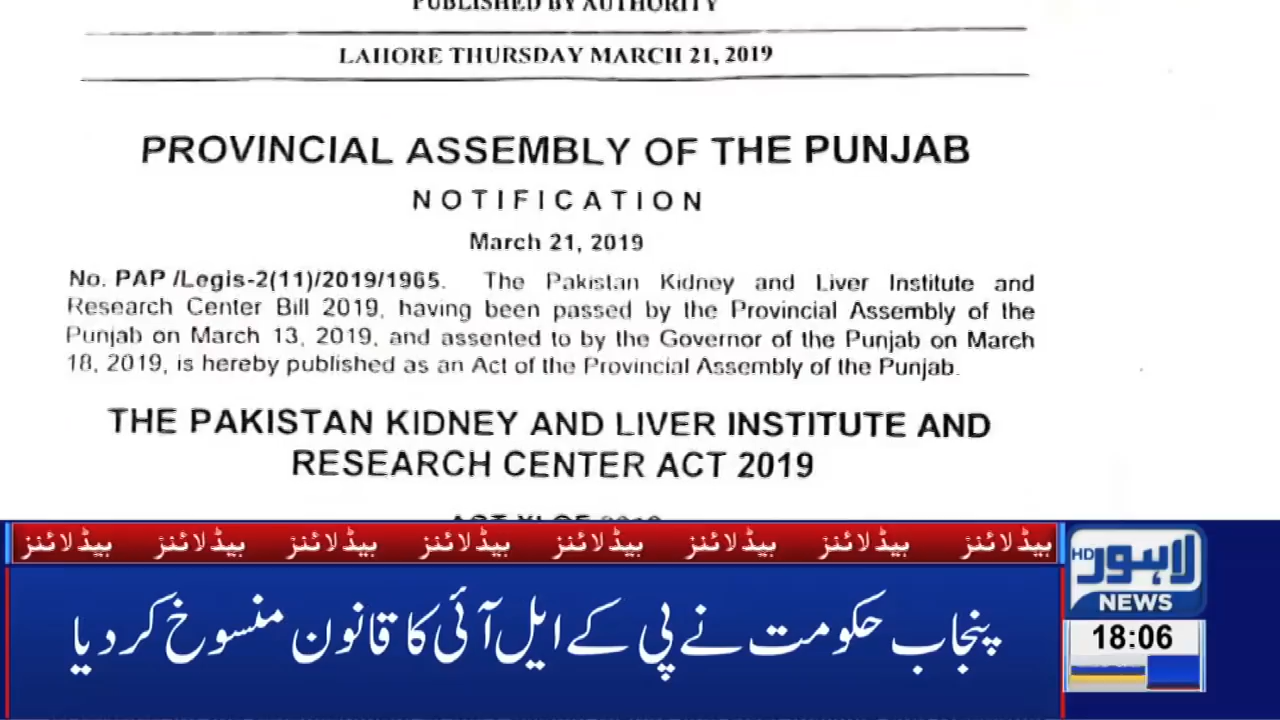 PUBLISHED BY AUTHORITY
LAHORE THURSDAY MARCH 21, 2019
PROVINCIAL ASSEMBLY OF THE PUNJAB
NOTIFICATION
March 21, 2019
No. PAP /Legis-2(11)/2019/1965. The Pakistan Kidney and Liver Institute and
Research Center Bill 2019, having been passed by the Provincial Assembly of the
Punjab on March 13, 2019, and assented to by the Governor of the Punjab on March
18, 2019, is hereby published as an Act of the Provincial Assembly of the Punjab.
THE PAKISTAN KIDNEY AND LIVER INSTITUTE AND
RESEARCH CENTER ACT 2019
ہیڈلائنز ہیڈلائنز ہیڈلائنز ہیڈلائنز ہیڈلائنز ہیڈلائنز ہیڈلائنز ہیڈلائنز
پنجاب حکومت نے پی کے ایل آئی کا قانون منسوخ کر دیا
لاہور HD
NEWS
18:06